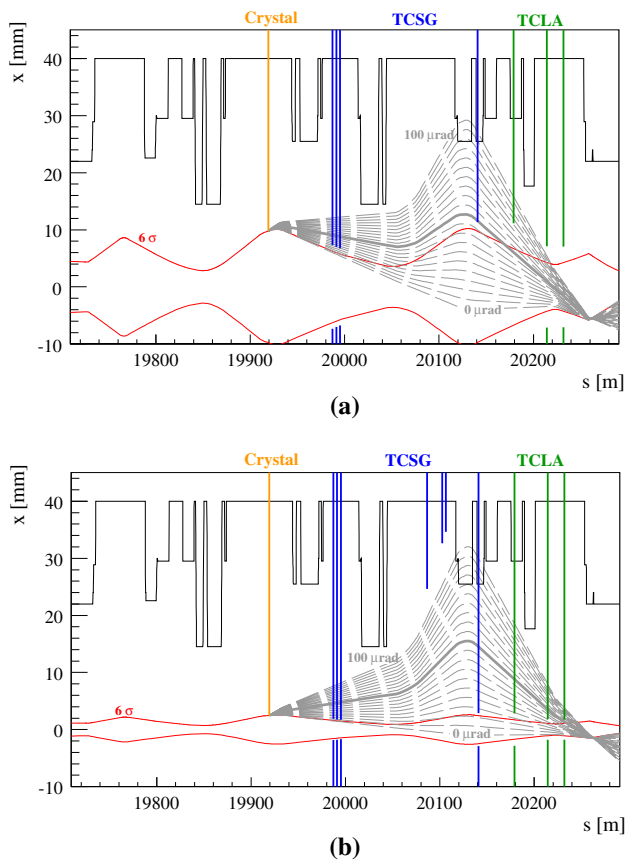 Crystal TCSG TCLA
x [mm]
40
100 μrad
30
20
10
6 σ
0
0 μrad
-10
19800 19900 20000 20100 20200
s [m]
(a)
Crystal TCSG TCLA
x [mm]
40
30
20
100 μrad
10
6 σ
0
0 μrad
-10
19800 19900 20000 20100 20200
s [m]
(b)